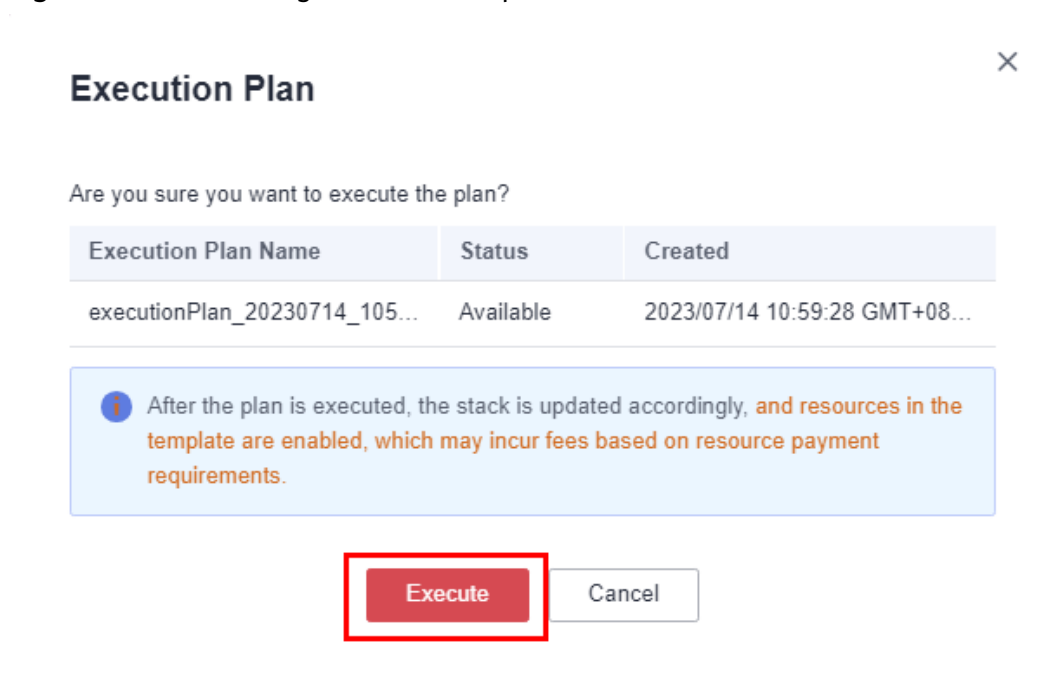 Execution Plan
Are you sure you want to execute the plan?
Execution Plan Name Status Created
executionPlan_20230714_105... Available 2023/07/14 10:59:28 GMT+08...
After the plan is executed, the stack is updated accordingly, and resources in the
template are enabled, which may incur fees based on resource payment
requirements.
Execute Cancel